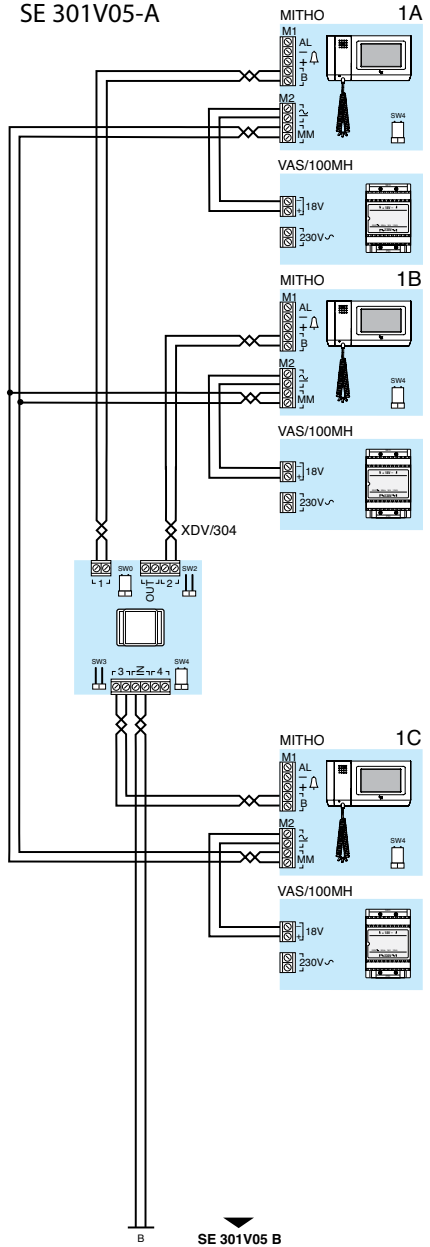 SE 301V05-A
MITHO 1A
M1
AL
−
+
B
M2
MM
SW4
VAS/100MH
18V
230V∿
MITHO 1B
M1
AL
−
+
B
M2
MM
SW4
VAS/100MH
18V
230V∿
XDV/304
1 SW0 OUT 2 SW2
SW3 3 IN 4 SW4
MITHO 1C
M1
AL
−
+
B
M2
MM
SW4
VAS/100MH
18V
230V∿
B
SE 301V05 B